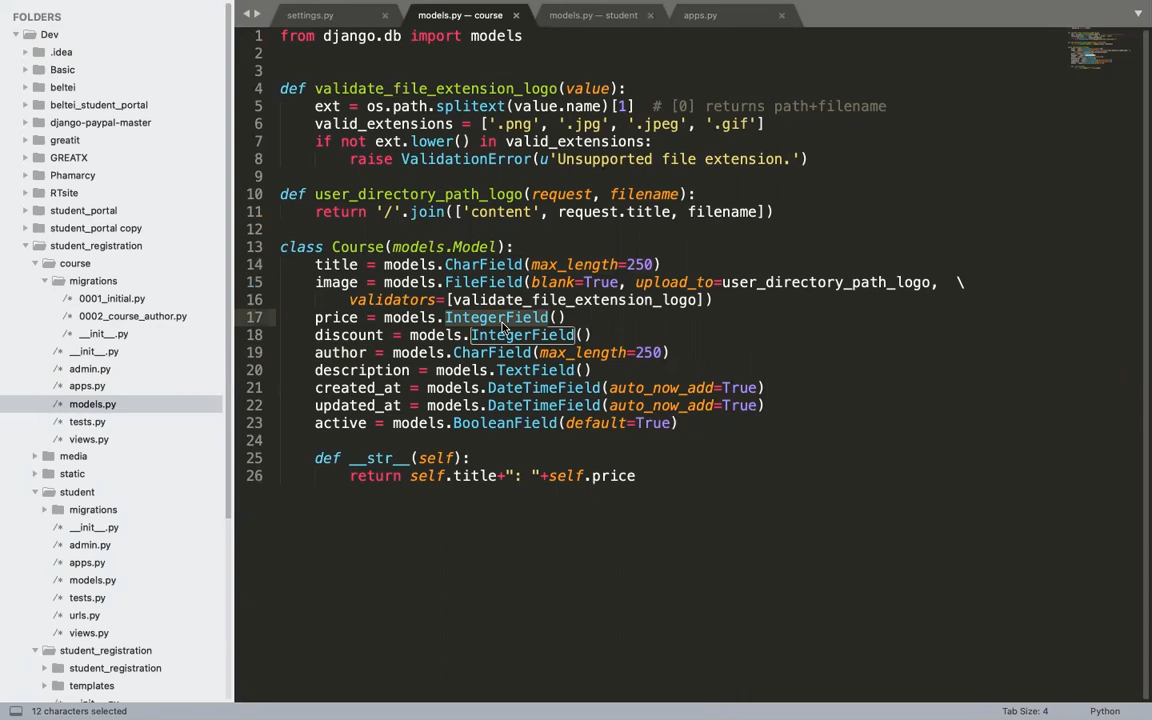 FOLDERS
Dev
.idea
Basic
beltei
beltei_student_portal
django-paypal-master
greatit
GREATX
Phamarcy
RTsite
student_portal
student_portal copy
student_registration
course
migrations
/* 0001_initial.py
/* 0002_course_author.py
/* __init__.py
/* __init__.py
/* admin.py
/* apps.py
/* models.py
/* tests.py
/* views.py
media
static
student
migrations
/* __init__.py
/* admin.py
/* apps.py
/* models.py
/* tests.py
/* urls.py
/* views.py
student_registration
student_registration
templates
settings.py
models.py — course
models.py — student
apps.py
1 from django.db import models
2
3
4 def validate_file_extension_logo(value):
5 ext = os.path.splitext(value.name)[1] # [0] returns path+filename
6 valid_extensions = ['.png', '.jpg', '.jpeg', '.gif']
7 if not ext.lower() in valid_extensions:
8 raise ValidationError(u'Unsupported file extension.')
9
10 def user_directory_path_logo(request, filename):
11 return '/'.join(['content', request.title, filename])
12
13 class Course(models.Model):
14 title = models.CharField(max_length=250)
15 image = models.FileField(blank=True, upload_to=user_directory_path_logo, \
16 validators=[validate_file_extension_logo])
17 price = models.IntegerField()
18 discount = models.IntegerField()
19 author = models.CharField(max_length=250)
20 description = models.TextField()
21 created_at = models.DateTimeField(auto_now_add=True)
22 updated_at = models.DateTimeField(auto_now_add=True)
23 active = models.BooleanField(default=True)
24
25 def __str__(self):
26 return self.title+": "+self.price
12 characters selected
Tab Size: 4
Python